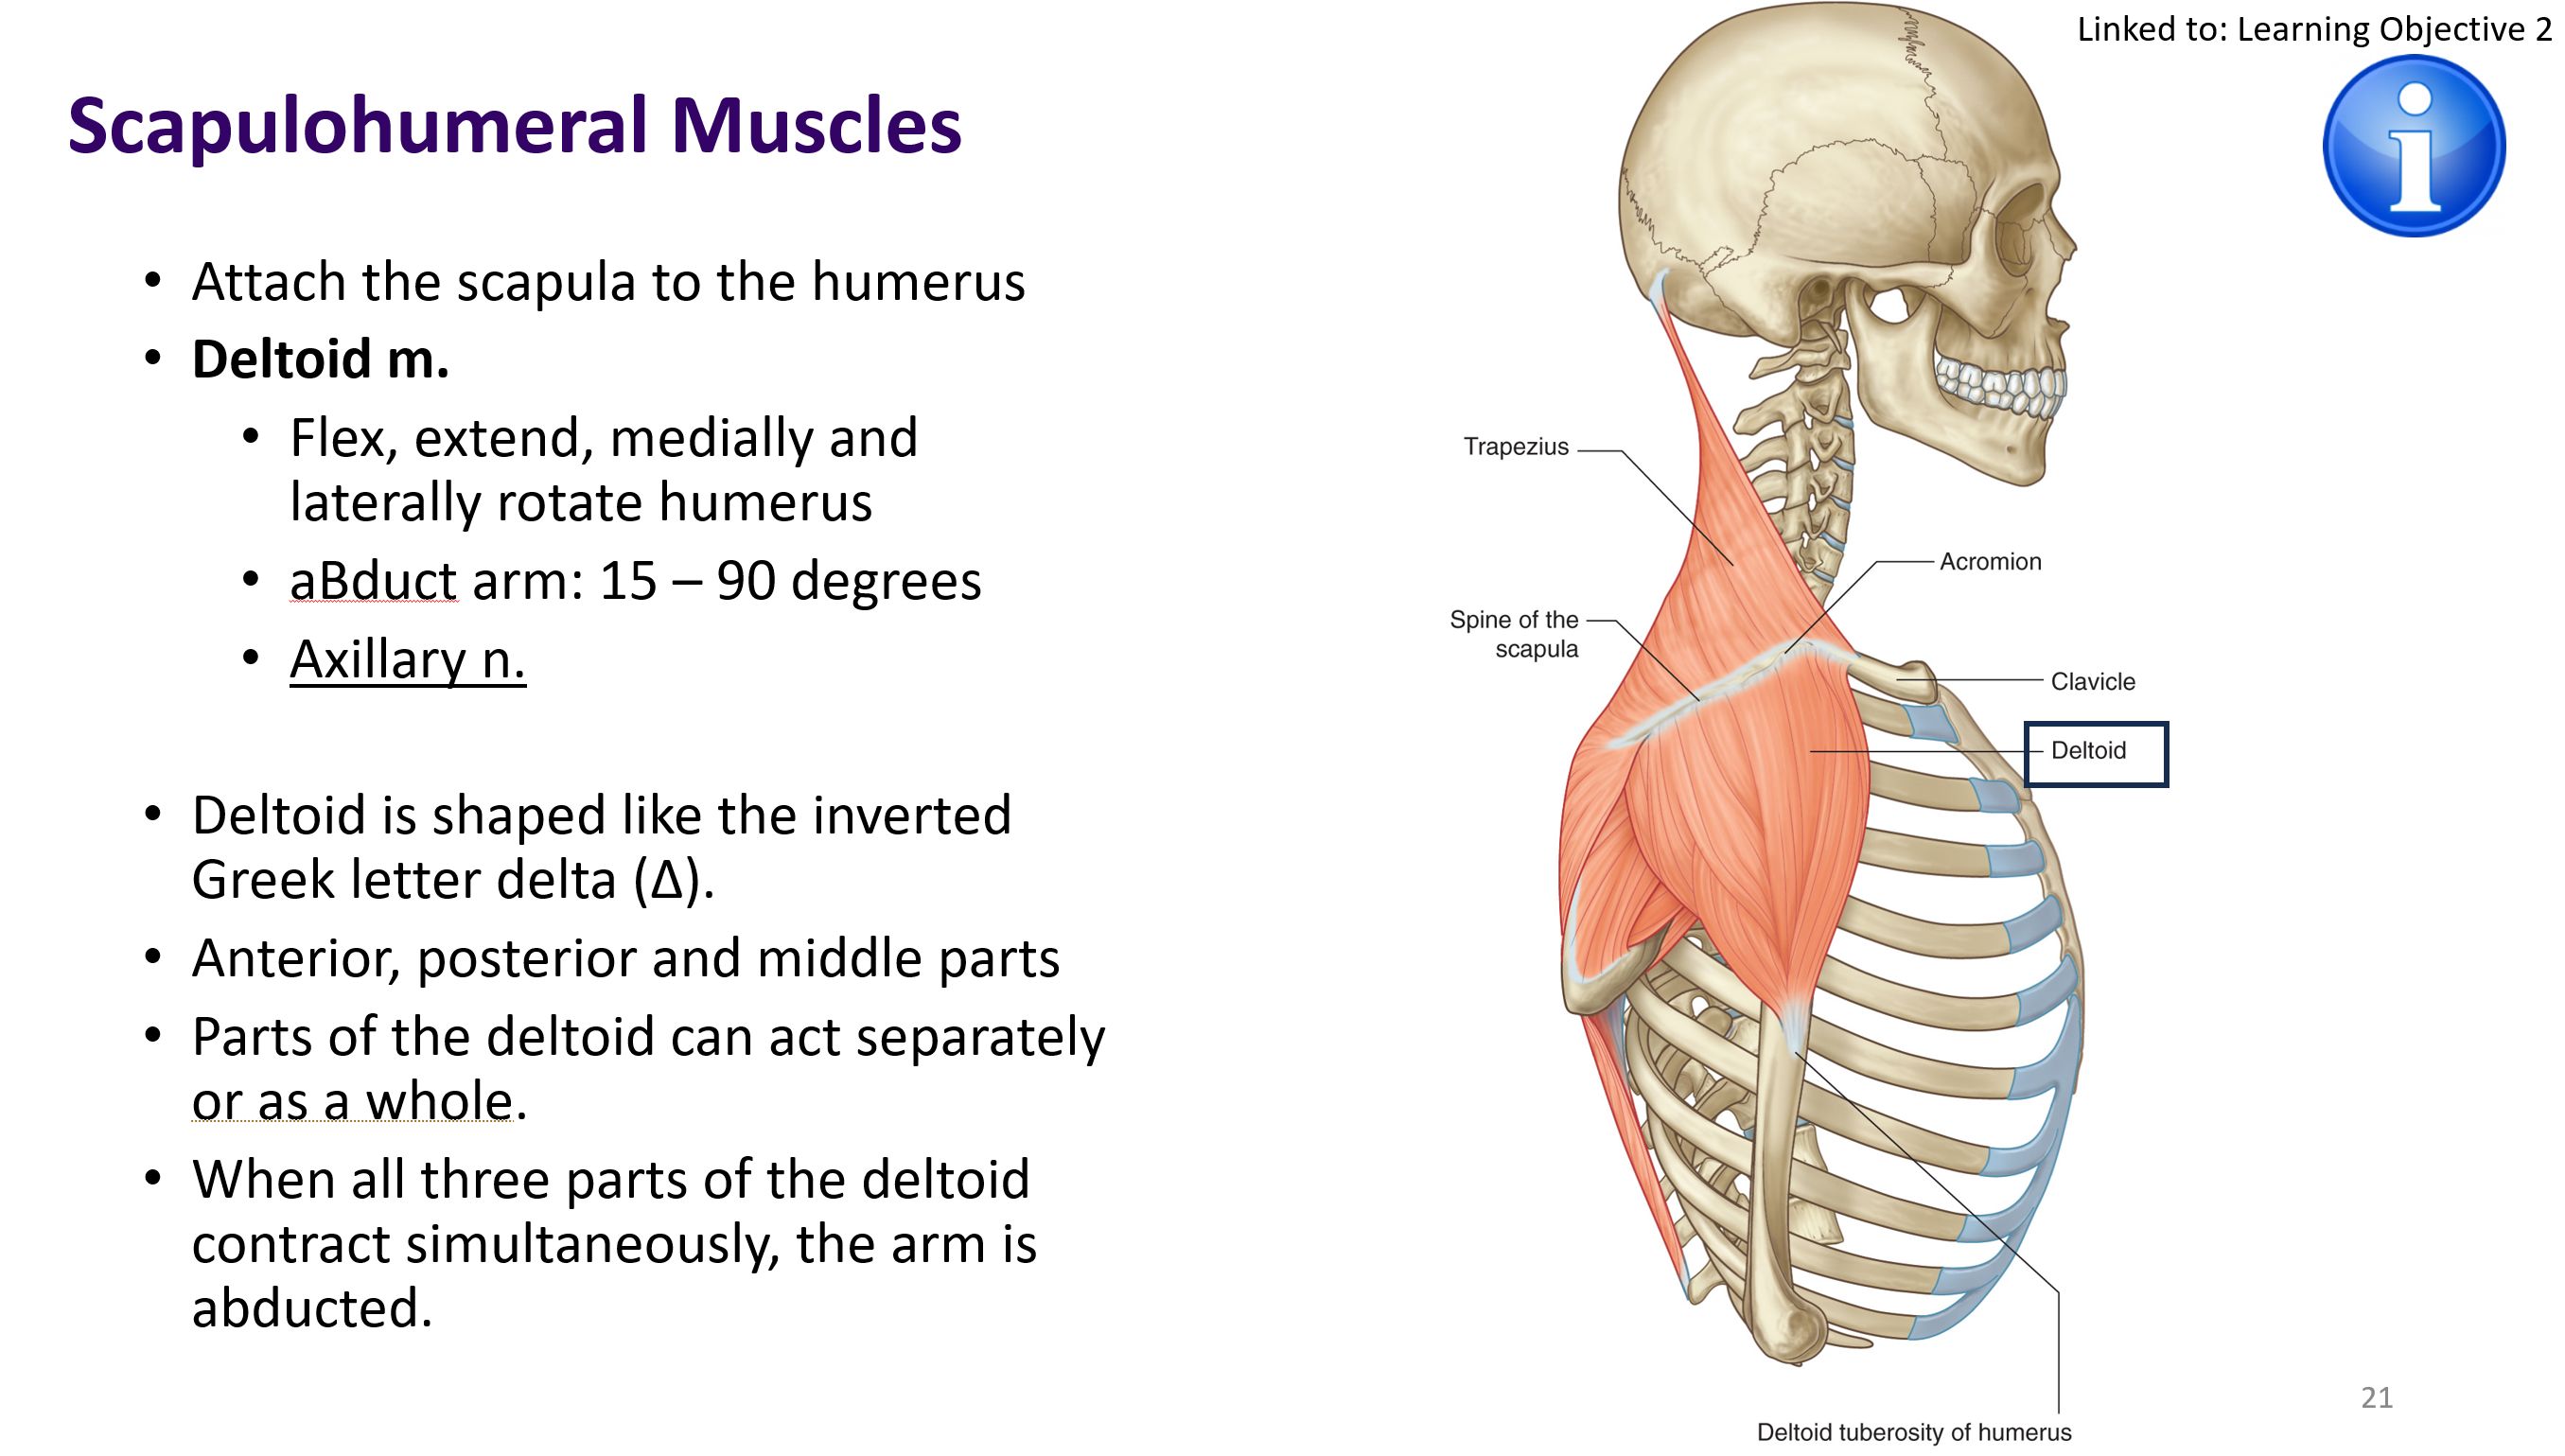 Linked to: Learning Objective 2
Scapulohumeral Muscles
• Attach the scapula to the humerus
• Deltoid m.
• Flex, extend, medially and
laterally rotate humerus
• aBduct arm: 15 – 90 degrees
• Axillary n.
• Deltoid is shaped like the inverted
Greek letter delta (Δ).
• Anterior, posterior and middle parts
• Parts of the deltoid can act separately
or as a whole.
• When all three parts of the deltoid
contract simultaneously, the arm is
abducted.
Trapezius
Acromion
Spine of the
scapula
Clavicle
Deltoid
Deltoid tuberosity of humerus
21